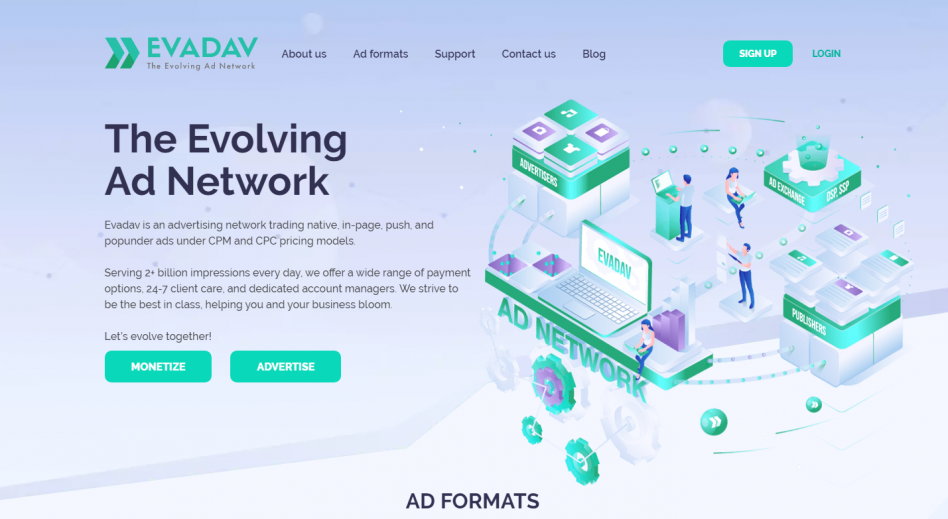 EVADAV
The Evolving Ad Network
About us
Ad formats
Support
Contact us
Blog
SIGN UP
LOGIN
The Evolving
Ad Network
Evadav is an advertising network trading native, in-page, push, and
popunder ads under CPM and CPC pricing models.
Serving 2+ billion impressions every day, we offer a wide range of payment
options, 24-7 client care, and dedicated account managers. We strive to
be the best in class, helping you and your business bloom.
Let's evolve together!
MONETIZE
ADVERTISE
ADVERTISERS
AD EXCHANGE
DSP, SSP
EVADAV
PUBLISHERS
AD NETWORK
AD FORMATS